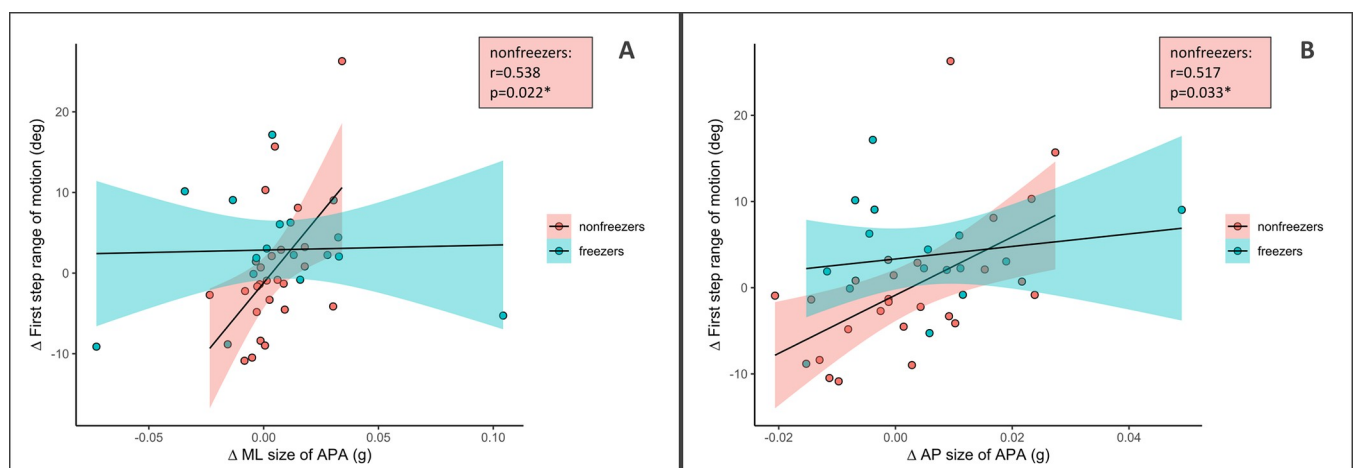 nonfreezers:
r=0.538
p=0.022*
A
Δ First step range of motion (deg)
20
10
0
-10
-0.05
0.00
0.05
0.10
Δ ML size of APA (g)
nonfreezers
freezers
nonfreezers:
r=0.517
p=0.033*
B
Δ First step range of motion (deg)
20
10
0
-10
-0.02
0.00
0.02
0.04
Δ AP size of APA (g)
nonfreezers
freezers